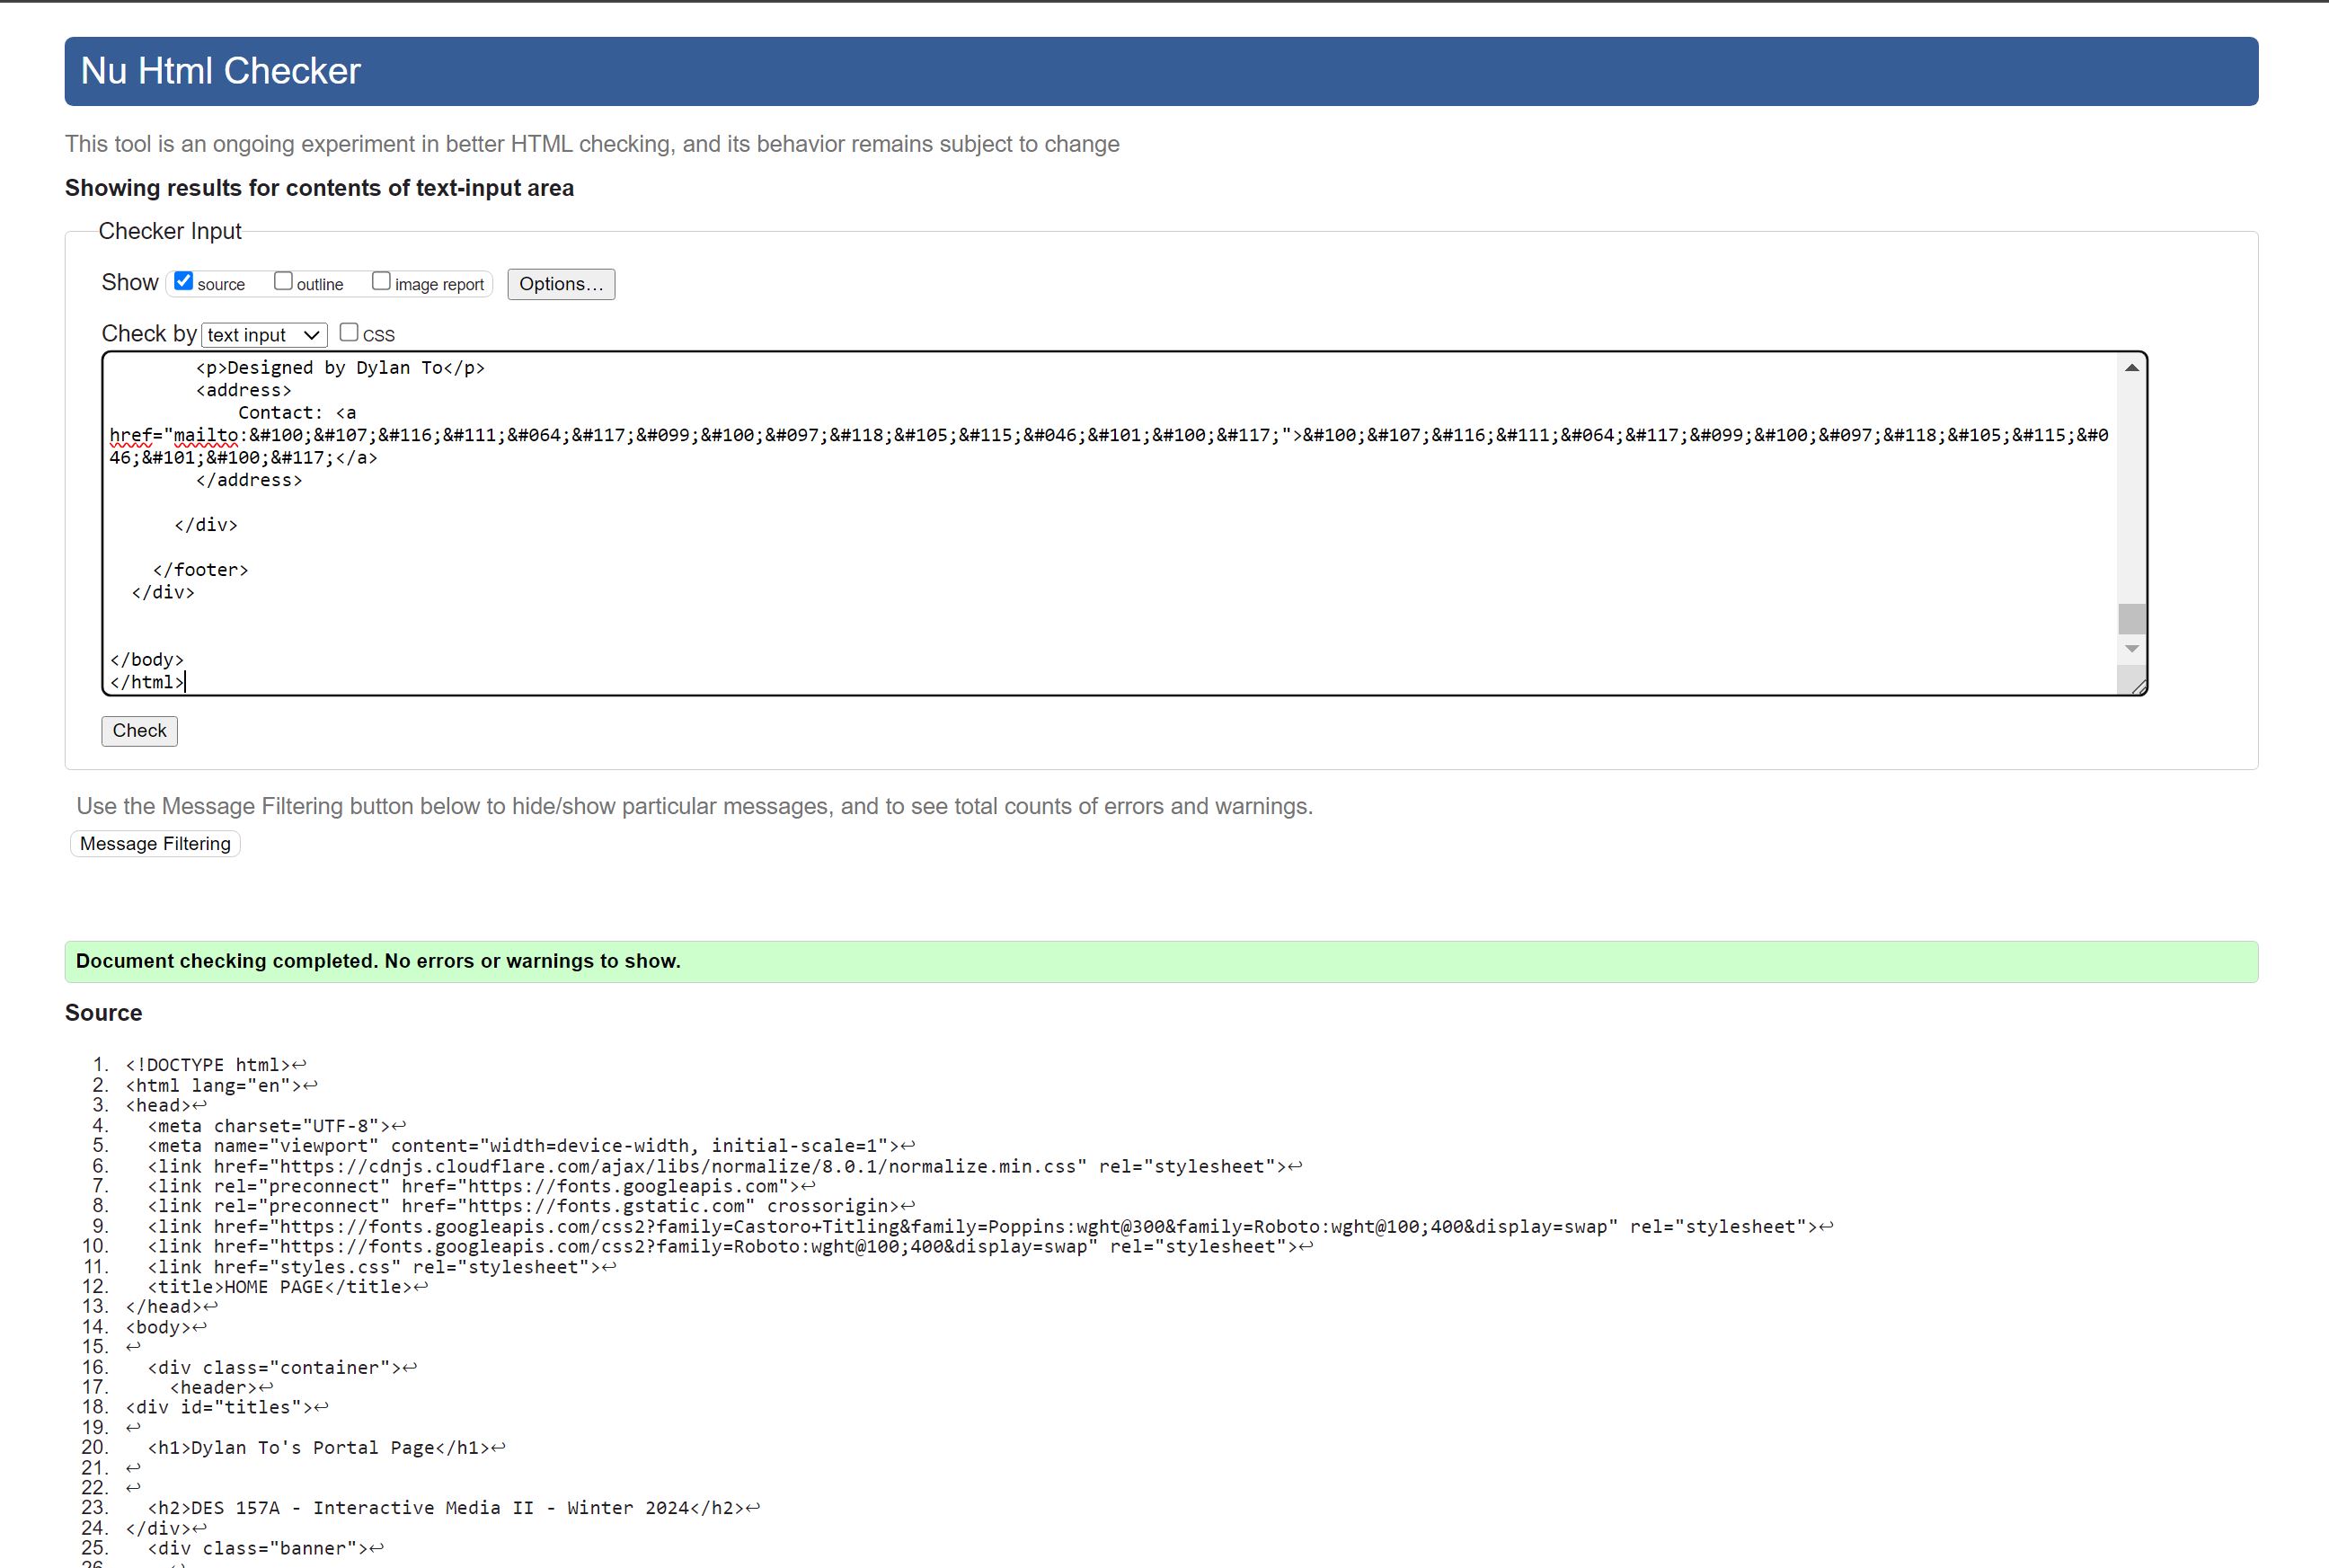 Nu Html Checker
This tool is an ongoing experiment in better HTML checking, and its behavior remains subject to change
Showing results for contents of text-input area
Checker Input
Show source outline image report Options...
Check by text input CSS
<p>Designed by Dylan To</p>
<address>
Contact: <a
href="mailto:&#100;&#107;&#116;&#111;&#064;&#117;&#099;&#100;&#097;&#118;&#105;&#115;&#046;&#101;&#100;&#117;">&#100;&#107;&#116;&#111;&#064;&#117;&#099;&#100;&#097;&#118;&#105;&#115;&#0
46;&#101;&#100;&#117;</a>
</address>
</div>
</footer>
</div>
</body>
</html>
Check
Use the Message Filtering button below to hide/show particular messages, and to see total counts of errors and warnings.
Message Filtering
Document checking completed. No errors or warnings to show.
Source
1. <!DOCTYPE html>↩
2. <html lang="en">↩
3. <head>↩
4. <meta charset="UTF-8">↩
5. <meta name="viewport" content="width=device-width, initial-scale=1">↩
6. <link href="https://cdnjs.cloudflare.com/ajax/libs/normalize/8.0.1/normalize.min.css" rel="stylesheet">↩
7. <link rel="preconnect" href="https://fonts.googleapis.com">↩
8. <link rel="preconnect" href="https://fonts.gstatic.com" crossorigin>↩
9. <link href="https://fonts.googleapis.com/css2?family=Castoro+Titling&family=Poppins:wght@300&family=Roboto:wght@100;400&display=swap" rel="stylesheet">↩
10. <link href="https://fonts.googleapis.com/css2?family=Roboto:wght@100;400&display=swap" rel="stylesheet">↩
11. <link href="styles.css" rel="stylesheet">↩
12. <title>HOME PAGE</title>↩
13. </head>↩
14. <body>↩
15. ↩
16. <div class="container">↩
17. <header>↩
18. <div id="titles">↩
19. ↩
20. <h1>Dylan To's Portal Page</h1>↩
21. ↩
22. ↩
23. <h2>DES 157A - Interactive Media II - Winter 2024</h2>↩
24. </div>↩
25. <div class="banner">↩